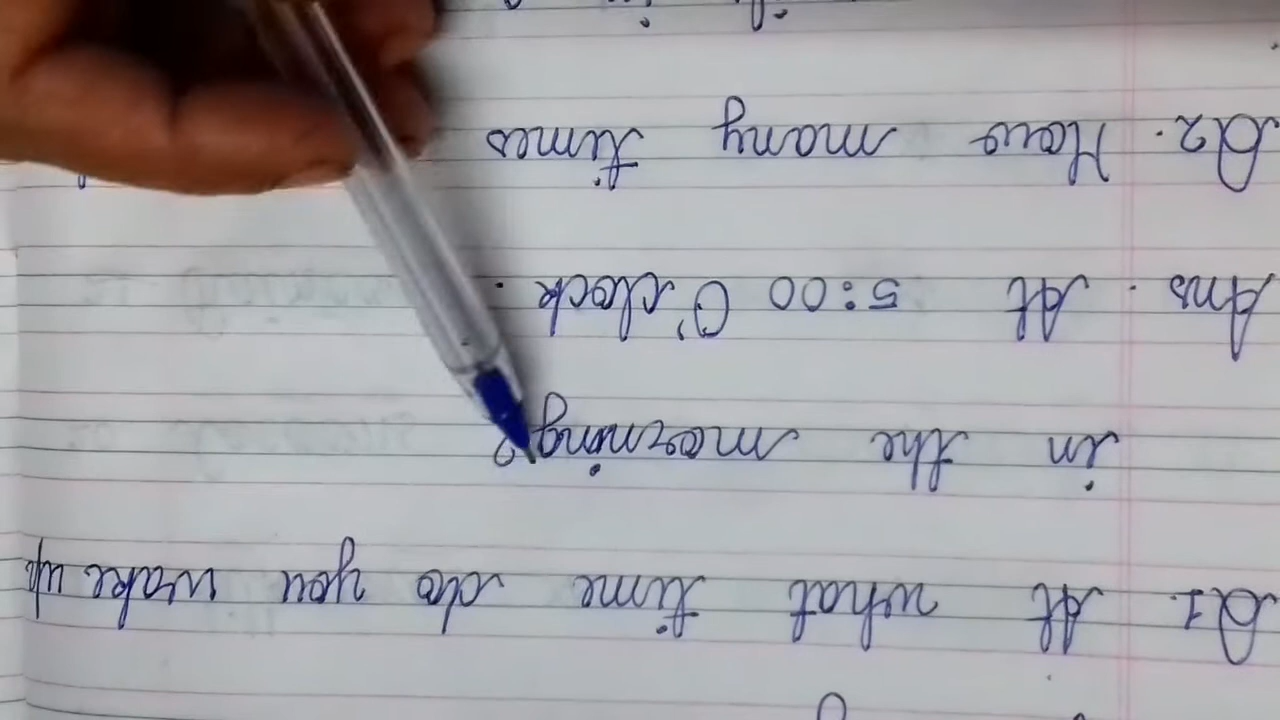 Q1. At what time do you wake up
in the morning?
Ans. At 5:00 O'clock.
Q2. How many times